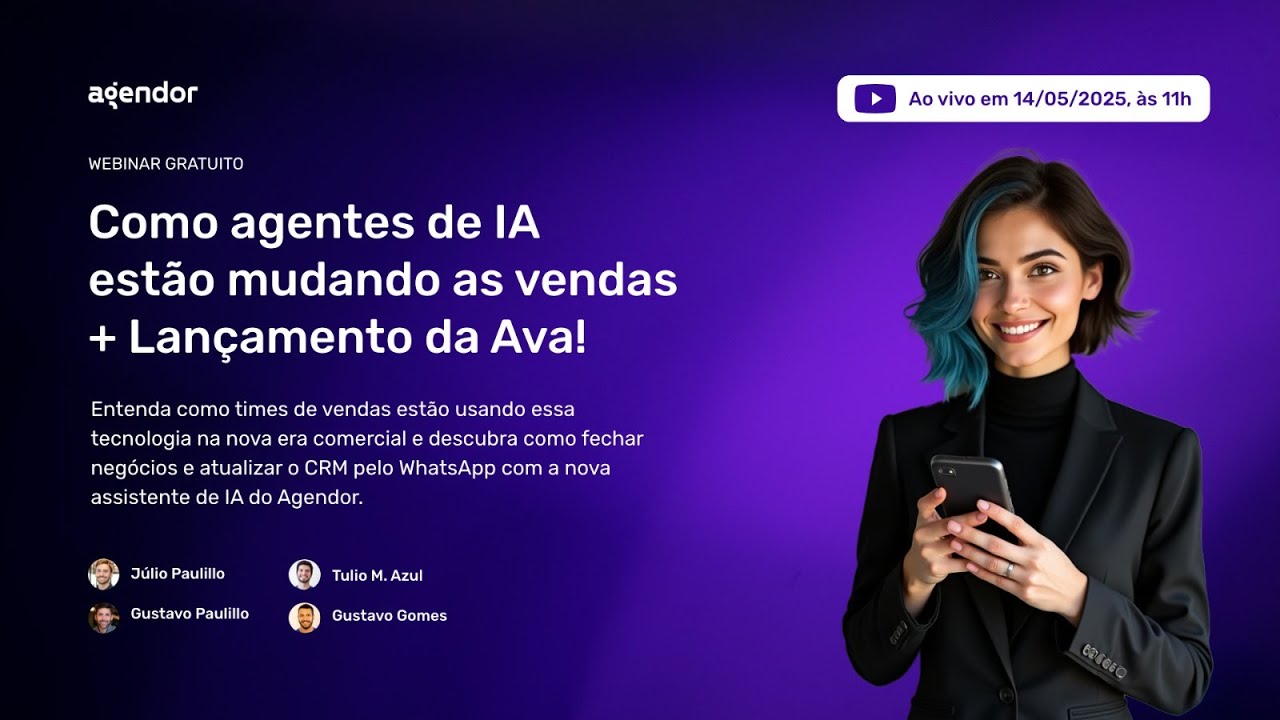 agendor
Ao vivo em 14/05/2025, às 11h
WEBINAR GRATUITO
Como agentes de IA
estão mudando as vendas
+ Lançamento da Ava!
Entenda como times de vendas estão usando essa
tecnologia na nova era comercial e descubra como fechar
negócios e atualizar o CRM pelo WhatsApp com a nova
assistente de IA do Agendor.
Júlio Paulillo
Tulio M. Azul
Gustavo Paulillo
Gustavo Gomes